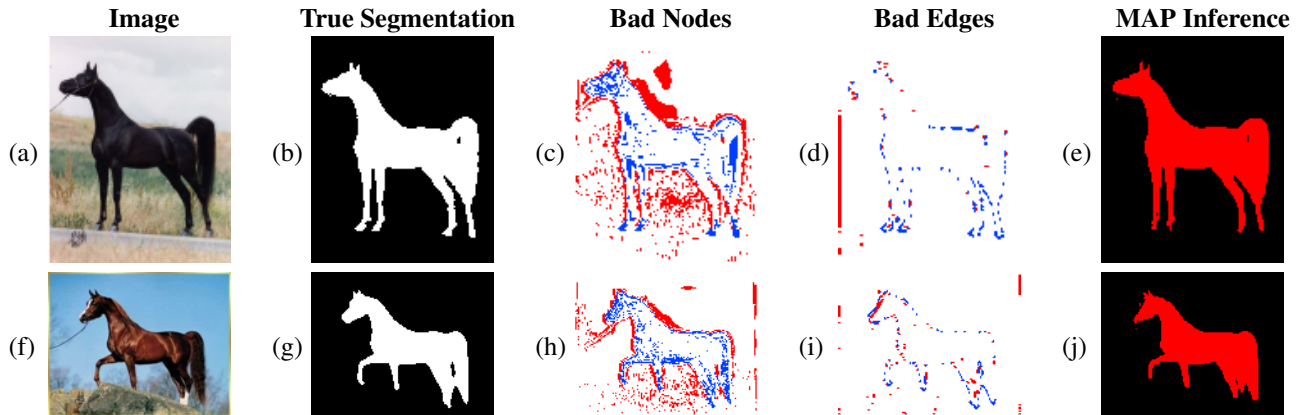 Image True Segmentation Bad Nodes Bad Edges MAP Inference
(a) (b) (c) (d) (e)
(f) (g) (h) (i) (j)